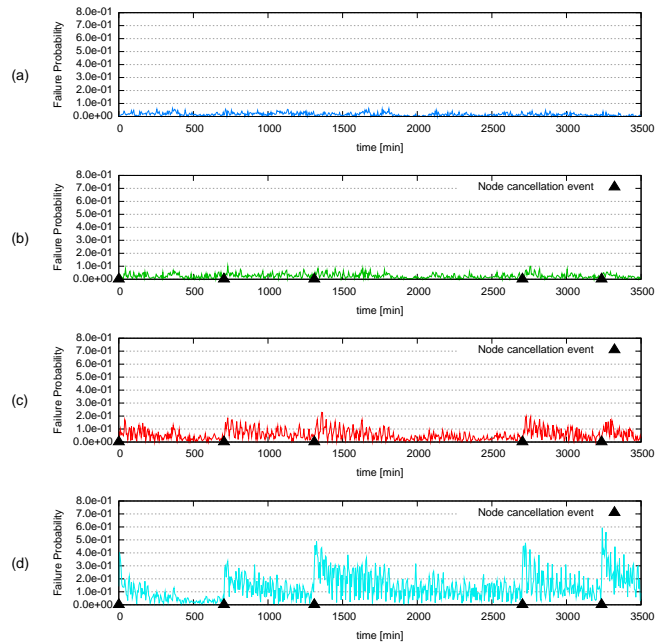 8.0e-01
7.0e-01
6.0e-01
5.0e-01
4.0e-01
3.0e-01
2.0e-01
1.0e-01
0.0e+00
Failure Probability
(a)
0 500 1000 1500 2000 2500 3000 3500
time [min]
8.0e-01
7.0e-01
6.0e-01
5.0e-01
4.0e-01
3.0e-01
2.0e-01
1.0e-01
0.0e+00
Failure Probability
(b)
Node cancellation event
0 500 1000 1500 2000 2500 3000 3500
time [min]
8.0e-01
7.0e-01
6.0e-01
5.0e-01
4.0e-01
3.0e-01
2.0e-01
1.0e-01
0.0e+00
Failure Probability
(c)
Node cancellation event
0 500 1000 1500 2000 2500 3000 3500
time [min]
8.0e-01
7.0e-01
6.0e-01
5.0e-01
4.0e-01
3.0e-01
2.0e-01
1.0e-01
0.0e+00
Failure Probability
(d)
Node cancellation event
0 500 1000 1500 2000 2500 3000 3500
time [min]